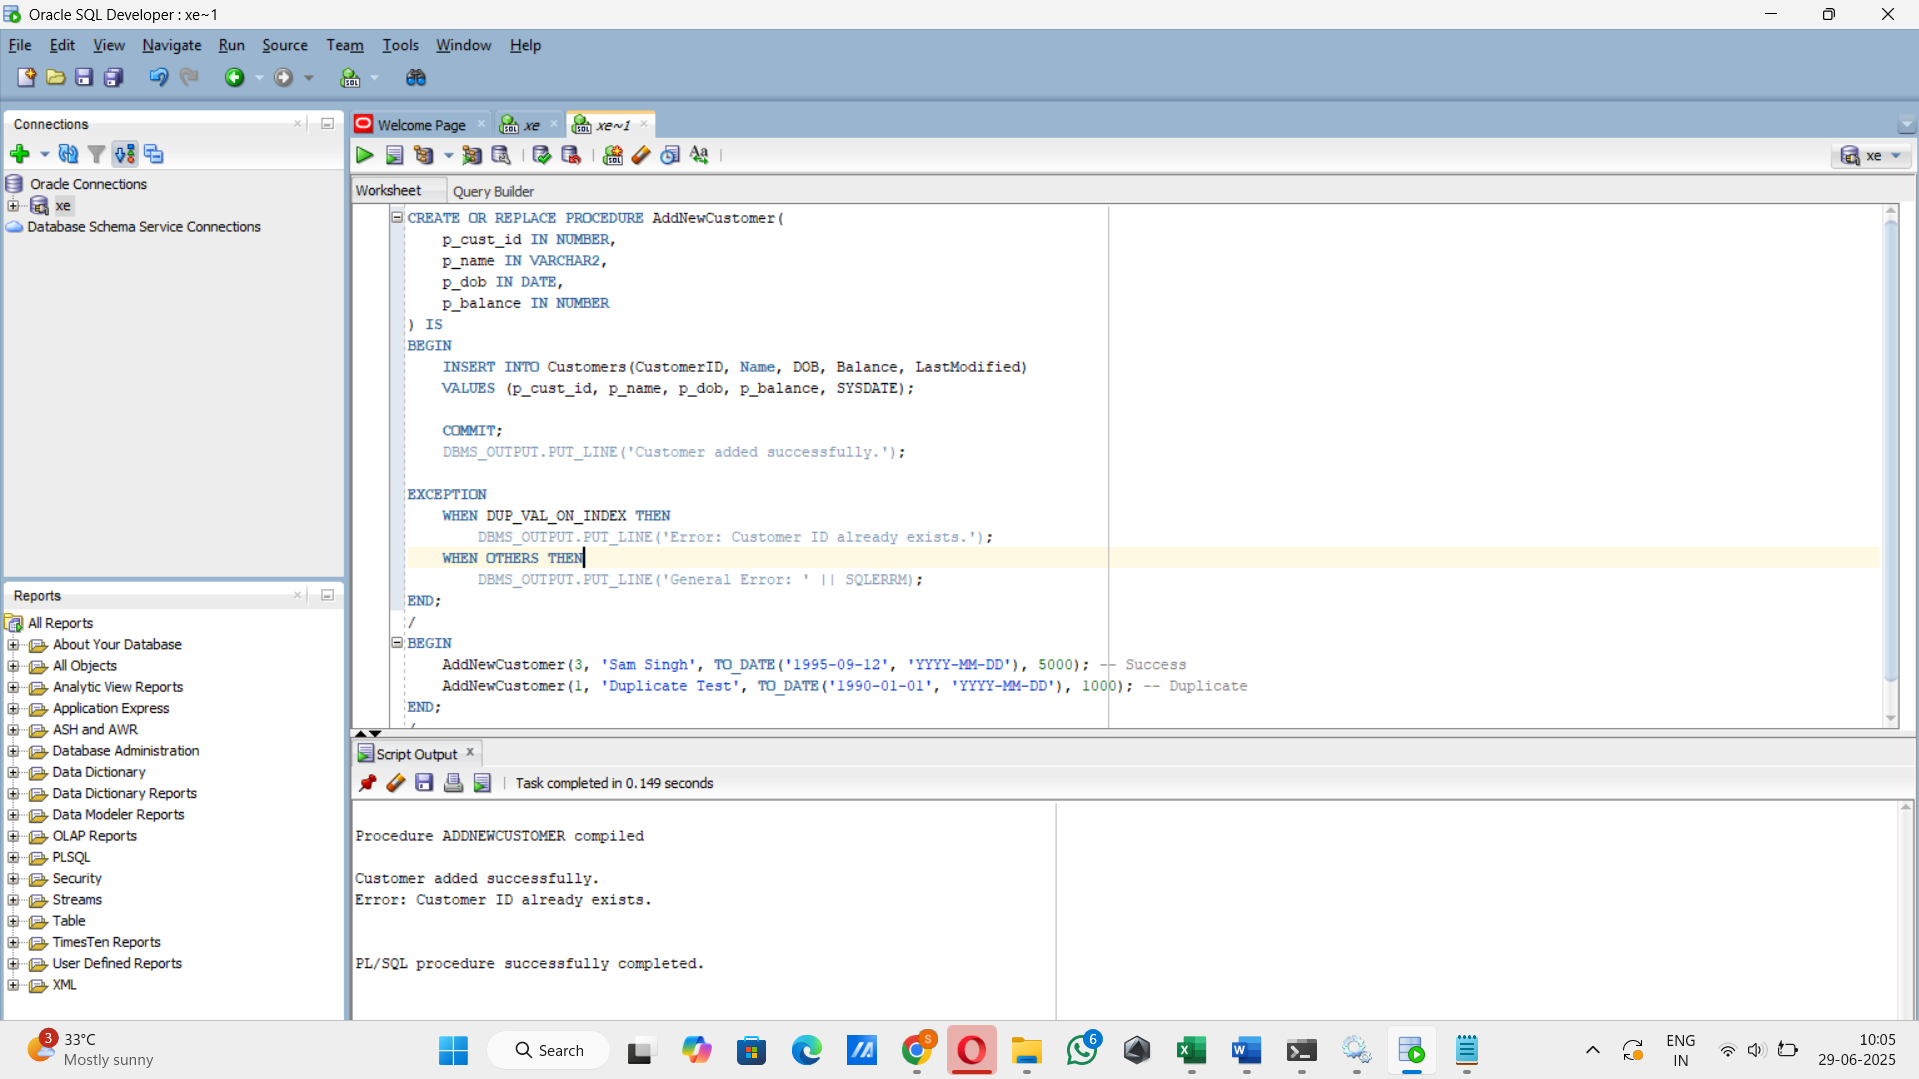 Oracle SQL Developer : xe~1
File Edit View Navigate Run Source Team Tools Window Help
Connections
Oracle Connections
xe
Database Schema Service Connections
Reports
All Reports
About Your Database
All Objects
Analytic View Reports
Application Express
ASH and AWR
Database Administration
Data Dictionary
Data Dictionary Reports
Data Modeler Reports
OLAP Reports
PLSQL
Security
Streams
Table
TimesTen Reports
User Defined Reports
XML
Welcome Page xe xe~1
xe
Worksheet Query Builder
CREATE OR REPLACE PROCEDURE AddNewCustomer(
    p_cust_id IN NUMBER,
    p_name IN VARCHAR2,
    p_dob IN DATE,
    p_balance IN NUMBER
) IS
BEGIN
    INSERT INTO Customers(CustomerID, Name, DOB, Balance, LastModified)
    VALUES (p_cust_id, p_name, p_dob, p_balance, SYSDATE);
    COMMIT;
    DBMS_OUTPUT.PUT_LINE('Customer added successfully.');
EXCEPTION
    WHEN DUP_VAL_ON_INDEX THEN
        DBMS_OUTPUT.PUT_LINE('Error: Customer ID already exists.');
    WHEN OTHERS THEN
        DBMS_OUTPUT.PUT_LINE('General Error: ' || SQLERRM);
END;
/
BEGIN
    AddNewCustomer(3, 'Sam Singh', TO_DATE('1995-09-12', 'YYYY-MM-DD'), 5000); -- Success
    AddNewCustomer(1, 'Duplicate Test', TO_DATE('1990-01-01', 'YYYY-MM-DD'), 1000); -- Duplicate
END;
/
Script Output
Task completed in 0.149 seconds
Procedure ADDNEWCUSTOMER compiled
Customer added successfully.
Error: Customer ID already exists.
PL/SQL procedure successfully completed.
3
33°C
Mostly sunny
Search
S
6
ENG
IN
10:05
29-06-2025